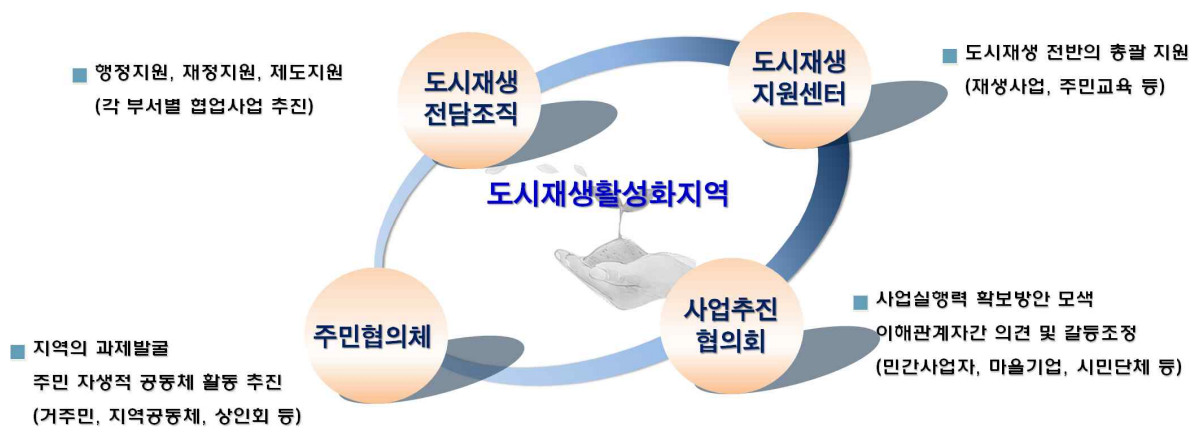 행정지원, 재정지원, 제도지원
(각 부서별 협업사업 추진)
도시재생
전담조직
도시재생
지원센터
도시재생 전반의 총괄 지원
(재생사업, 주민교육 등)
도시재생활성화지역
주민협의체
사업추진
협의회
지역의 과제발굴
주민 자생적 공동체 활동 추진
(거주민, 지역공동체, 상인회 등)
사업실행력 확보방안 모색
이해관계자간 의견 및 갈등조정
(민간사업자, 마을기업, 시민단체 등)